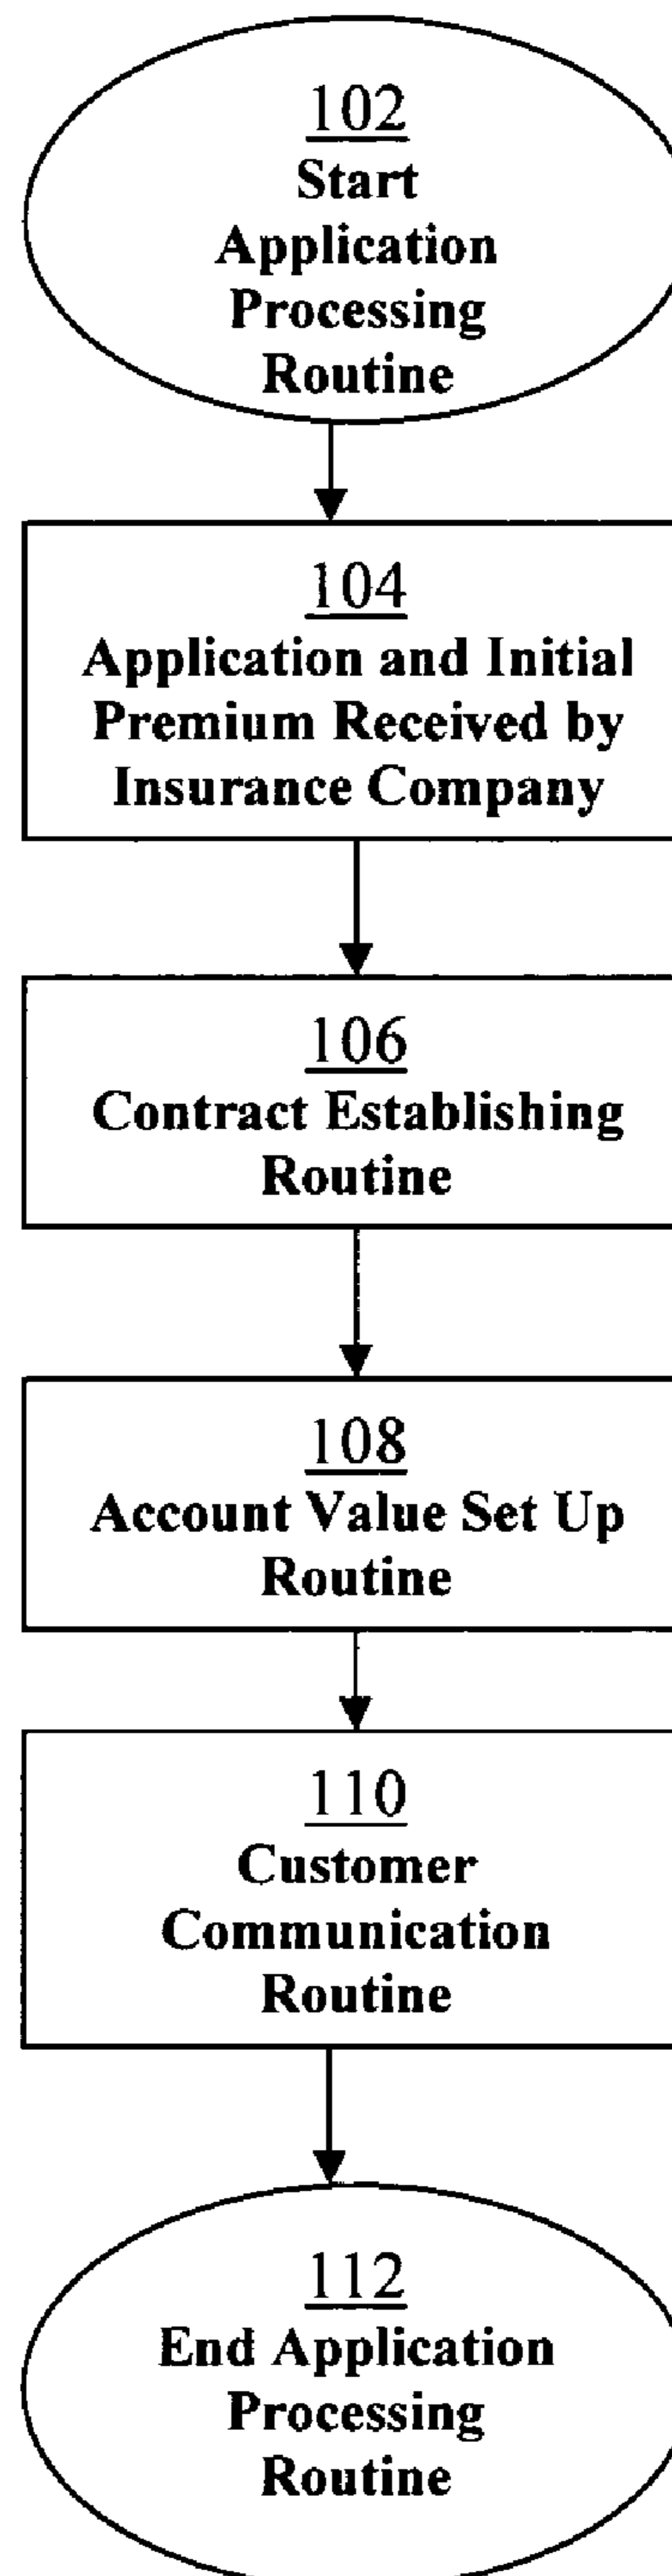 102
Start
Application
Processing
Routine
104
Application and Initial
Premium Received by
Insurance Company
106
Contract Establishing
Routine
108
Account Value Set Up
Routine
110
Customer
Communication
Routine
112
End Application
Processing
Routine